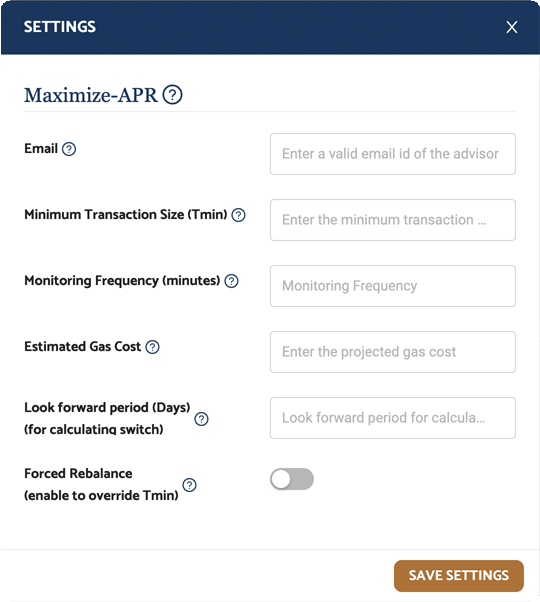 SETTINGS
Maximize-APR ?
Email ?
Enter a valid email id of the advisor
Minimum Transaction Size (Tmin) ?
Enter the minimum transaction ...
Monitoring Frequency (minutes) ?
Monitoring Frequency
Estimated Gas Cost ?
Enter the projected gas cost
Look forward period (Days)
(for calculating switch) ?
Look forward period for calcula...
Forced Rebalance
(enable to override Tmin) ?
SAVE SETTINGS